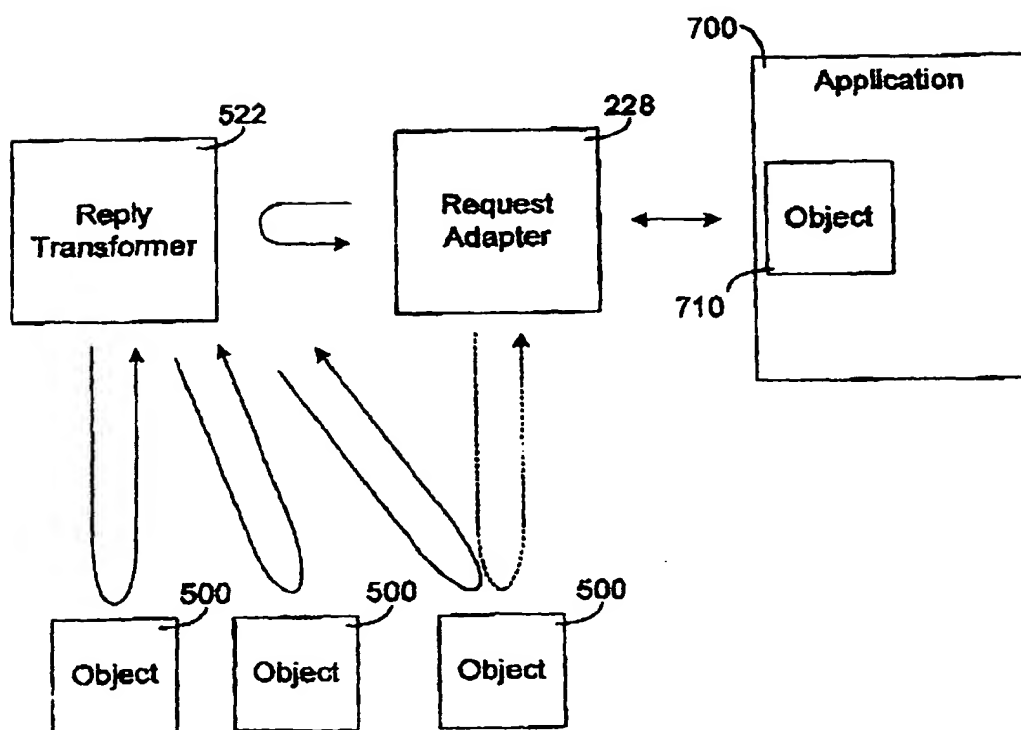 700
Application
522
228
Reply
Transformer
Request
Adapter
Object
710
500
500
500
Object
Object
Object